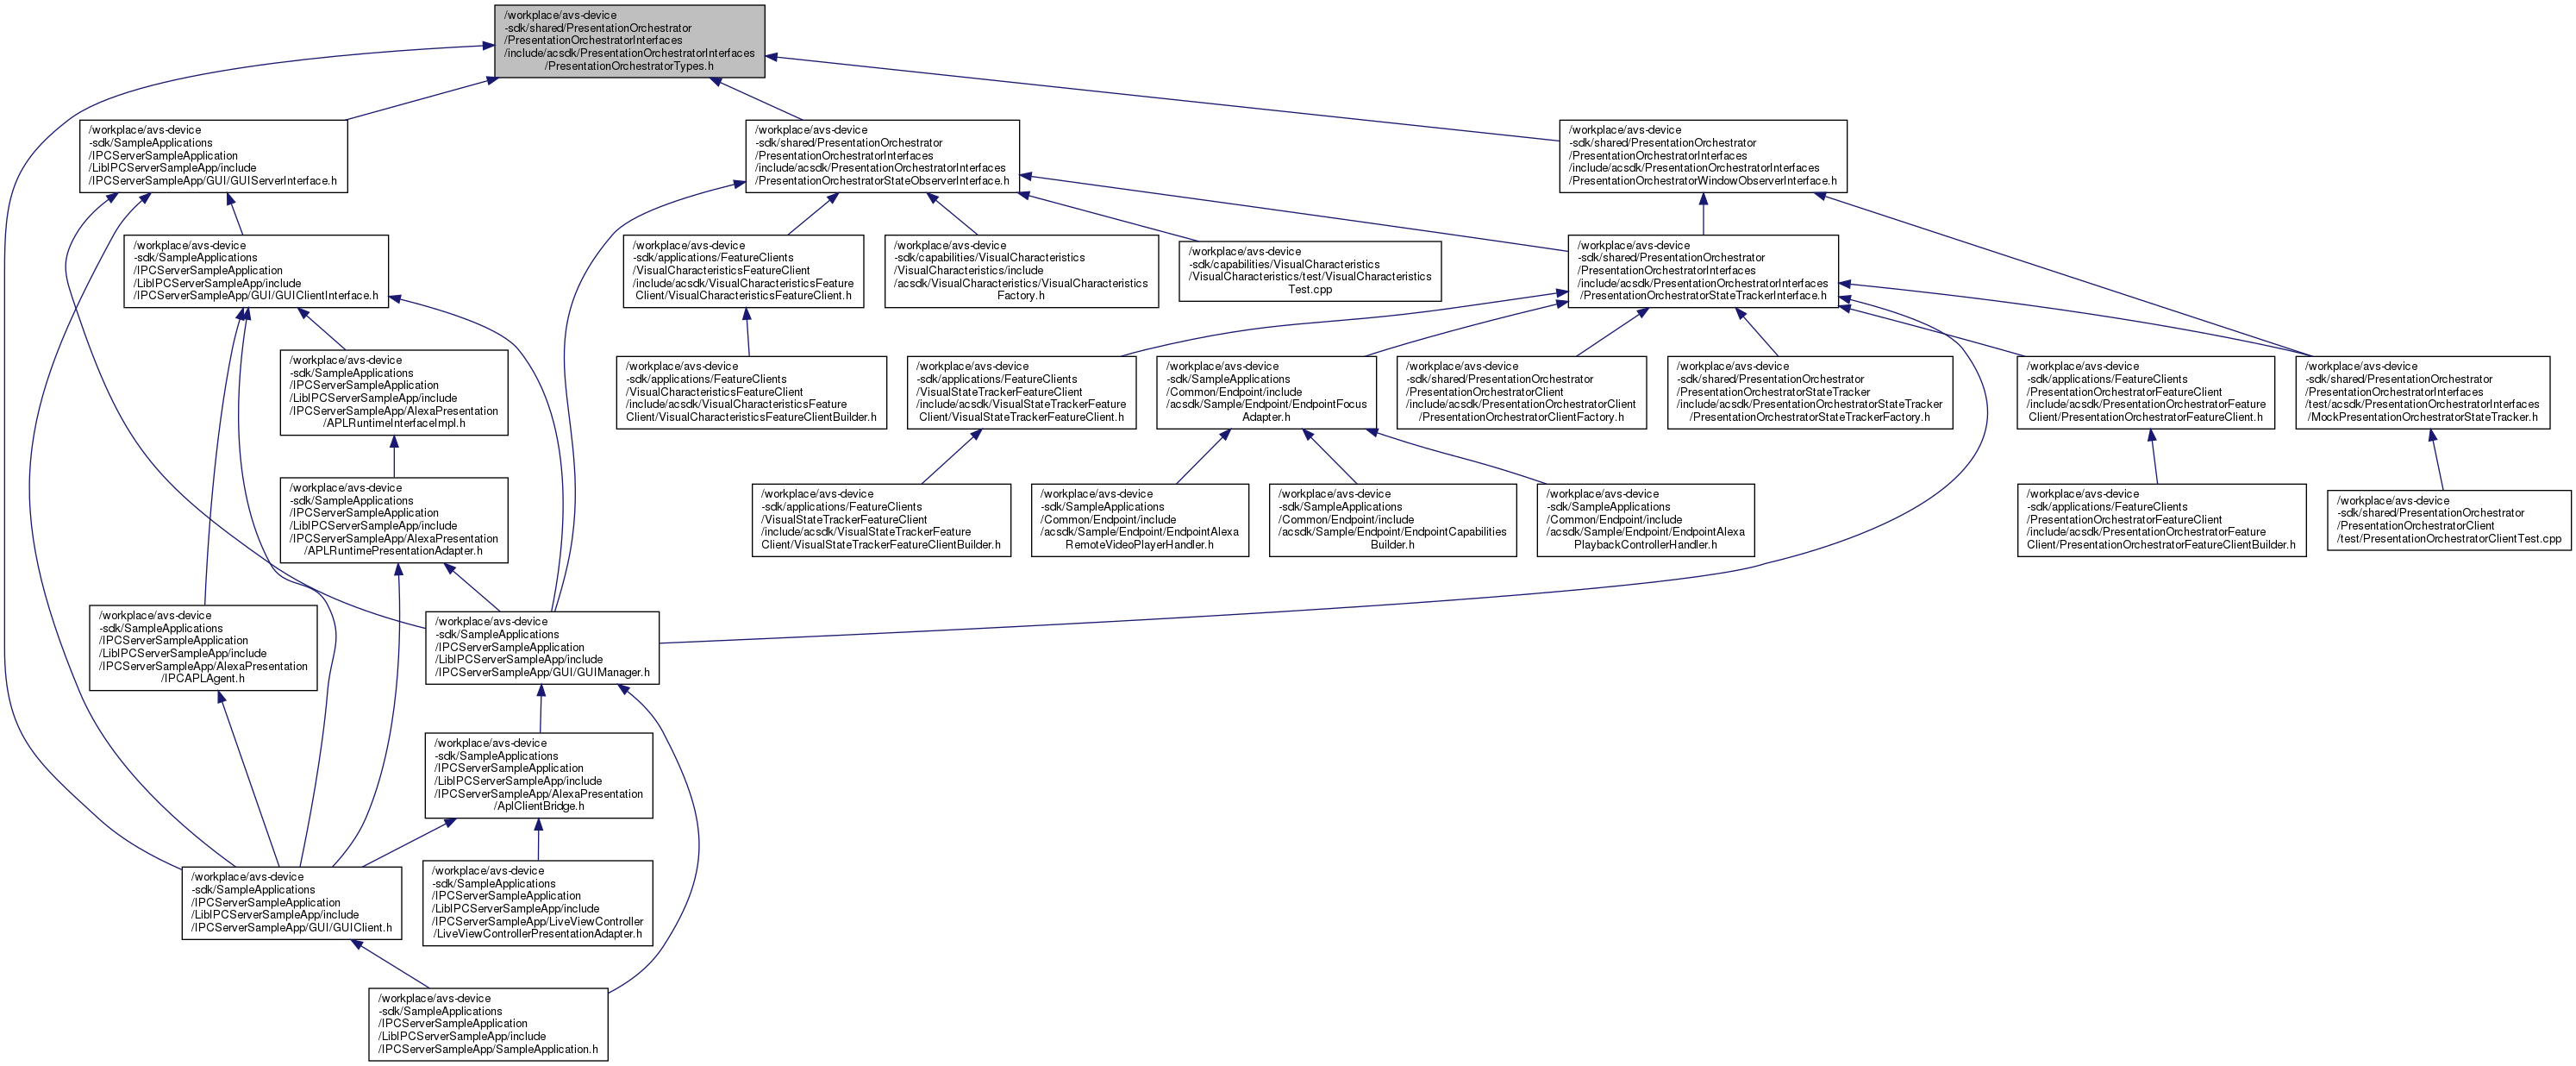 /workplace/avs-device
-sdk/shared/PresentationOrchestrator
/PresentationOrchestratorInterfaces
/include/acsdk/PresentationOrchestratorInterfaces
/PresentationOrchestratorTypes.h
/workplace/avs-device
-sdk/SampleApplications
/IPCServerSampleApplication
/LibIPCServerSampleApp/include
/IPCServerSampleApp/GUI/GUIServerInterface.h
/workplace/avs-device
-sdk/shared/PresentationOrchestrator
/PresentationOrchestratorInterfaces
/include/acsdk/PresentationOrchestratorInterfaces
/PresentationOrchestratorStateObserverInterface.h
/workplace/avs-device
-sdk/shared/PresentationOrchestrator
/PresentationOrchestratorInterfaces
/include/acsdk/PresentationOrchestratorInterfaces
/PresentationOrchestratorWindowObserverInterface.h
/workplace/avs-device
-sdk/SampleApplications
/IPCServerSampleApplication
/LibIPCServerSampleApp/include
/IPCServerSampleApp/GUI/GUIClientInterface.h
/workplace/avs-device
-sdk/applications/FeatureClients
/VisualCharacteristicsFeatureClient
/include/acsdk/VisualCharacteristicsFeature
Client/VisualCharacteristicsFeatureClient.h
/workplace/avs-device
-sdk/capabilities/VisualCharacteristics
/VisualCharacteristics/include
/acsdk/VisualCharacteristics/VisualCharacteristics
Factory.h
/workplace/avs-device
-sdk/capabilities/VisualCharacteristics
/VisualCharacteristics/test/VisualCharacteristics
Test.cpp
/workplace/avs-device
-sdk/shared/PresentationOrchestrator
/PresentationOrchestratorInterfaces
/include/acsdk/PresentationOrchestratorInterfaces
/PresentationOrchestratorStateTrackerInterface.h
/workplace/avs-device
-sdk/SampleApplications
/IPCServerSampleApplication
/LibIPCServerSampleApp/include
/IPCServerSampleApp/AlexaPresentation
/APLRuntimeInterfaceImpl.h
/workplace/avs-device
-sdk/applications/FeatureClients
/VisualCharacteristicsFeatureClient
/include/acsdk/VisualCharacteristicsFeature
Client/VisualCharacteristicsFeatureClientBuilder.h
/workplace/avs-device
-sdk/applications/FeatureClients
/VisualStateTrackerFeatureClient
/include/acsdk/VisualStateTrackerFeature
Client/VisualStateTrackerFeatureClient.h
/workplace/avs-device
-sdk/SampleApplications
/Common/Endpoint/include
/acsdk/Sample/Endpoint/EndpointFocus
Adapter.h
/workplace/avs-device
-sdk/shared/PresentationOrchestrator
/PresentationOrchestratorClient
/include/acsdk/PresentationOrchestratorClient
/PresentationOrchestratorClientFactory.h
/workplace/avs-device
-sdk/shared/PresentationOrchestrator
/PresentationOrchestratorStateTracker
/include/acsdk/PresentationOrchestratorStateTracker
/PresentationOrchestratorStateTrackerFactory.h
/workplace/avs-device
-sdk/applications/FeatureClients
/PresentationOrchestratorFeatureClient
/include/acsdk/PresentationOrchestratorFeature
Client/PresentationOrchestratorFeatureClient.h
/workplace/avs-device
-sdk/shared/PresentationOrchestrator
/PresentationOrchestratorInterfaces
/test/acsdk/PresentationOrchestratorInterfaces
/MockPresentationOrchestratorStateTracker.h
/workplace/avs-device
-sdk/SampleApplications
/IPCServerSampleApplication
/LibIPCServerSampleApp/include
/IPCServerSampleApp/AlexaPresentation
/APLRuntimePresentationAdapter.h
/workplace/avs-device
-sdk/applications/FeatureClients
/VisualStateTrackerFeatureClient
/include/acsdk/VisualStateTrackerFeature
Client/VisualStateTrackerFeatureClientBuilder.h
/workplace/avs-device
-sdk/SampleApplications
/Common/Endpoint/include
/acsdk/Sample/Endpoint/EndpointAlexa
RemoteVideoPlayerHandler.h
/workplace/avs-device
-sdk/SampleApplications
/Common/Endpoint/include
/acsdk/Sample/Endpoint/EndpointCapabilities
Builder.h
/workplace/avs-device
-sdk/SampleApplications
/Common/Endpoint/include
/acsdk/Sample/Endpoint/EndpointAlexa
PlaybackControllerHandler.h
/workplace/avs-device
-sdk/applications/FeatureClients
/PresentationOrchestratorFeatureClient
/include/acsdk/PresentationOrchestratorFeature
Client/PresentationOrchestratorFeatureClientBuilder.h
/workplace/avs-device
-sdk/shared/PresentationOrchestrator
/PresentationOrchestratorClient
/test/PresentationOrchestratorClientTest.cpp
/workplace/avs-device
-sdk/SampleApplications
/IPCServerSampleApplication
/LibIPCServerSampleApp/include
/IPCServerSampleApp/AlexaPresentation
/IPCAPLAgent.h
/workplace/avs-device
-sdk/SampleApplications
/IPCServerSampleApplication
/LibIPCServerSampleApp/include
/IPCServerSampleApp/GUI/GUIManager.h
/workplace/avs-device
-sdk/SampleApplications
/IPCServerSampleApplication
/LibIPCServerSampleApp/include
/IPCServerSampleApp/AlexaPresentation
/AplClientBridge.h
/workplace/avs-device
-sdk/SampleApplications
/IPCServerSampleApplication
/LibIPCServerSampleApp/include
/IPCServerSampleApp/GUI/GUIClient.h
/workplace/avs-device
-sdk/SampleApplications
/IPCServerSampleApplication
/LibIPCServerSampleApp/include
/IPCServerSampleApp/LiveViewController
/LiveViewControllerPresentationAdapter.h
/workplace/avs-device
-sdk/SampleApplications
/IPCServerSampleApplication
/LibIPCServerSampleApp/include
/IPCServerSampleApp/SampleApplication.h